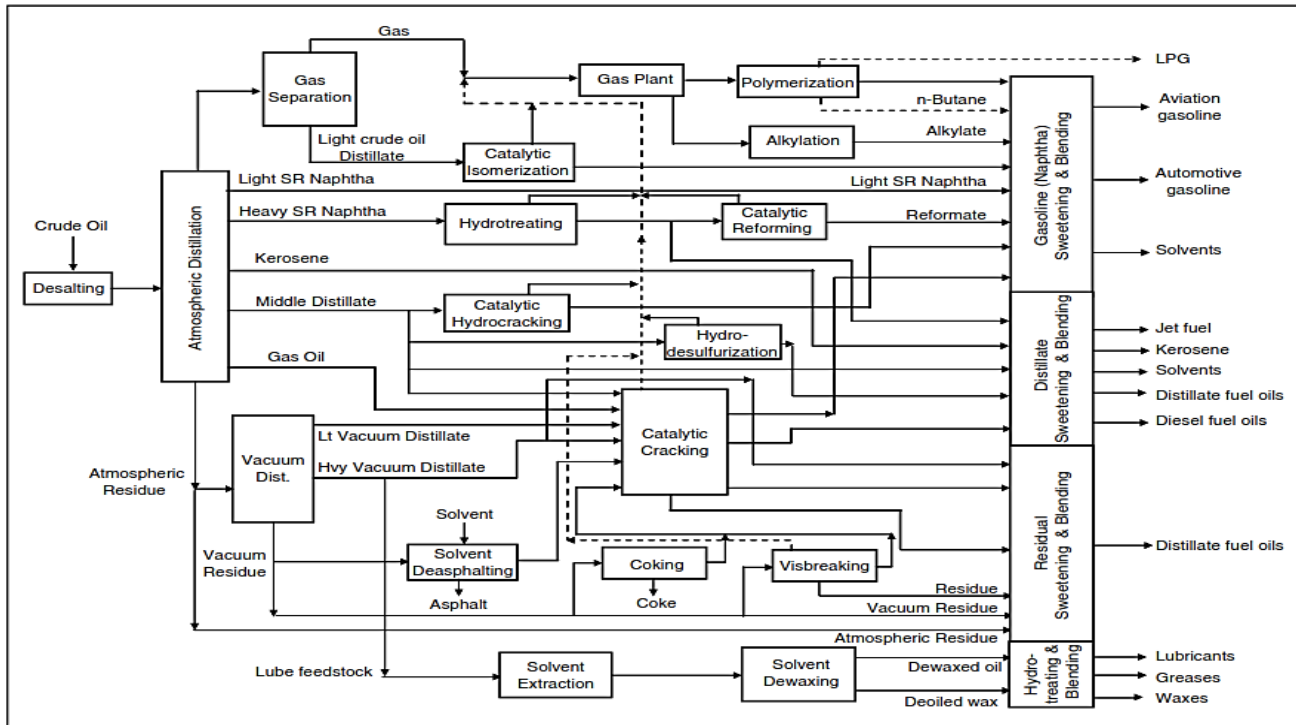 Gas
LPG
Gas
Separation
Gas Plant
Polymerization
n-Butane
Aviation
gasoline
Light crude oil
Distillate
Catalytic
Isomerization
Alkylation
Alkylate
Light SR Naphtha
Light SR Naphtha
Automotive
gasoline
Heavy SR Naphtha
Hydrotreating
Catalytic
Reforming
Reformate
Gasoline (Naphtha)
Sweetening & Blending
Crude Oil
Desalting
Atmospheric Distillation
Kerosene
Solvents
Middle Distillate
Catalytic
Hydrocracking
Hydro-
desulfurization
Distillate
Sweetening & Blending
Jet fuel
Kerosene
Solvents
Distillate fuel oils
Diesel fuel oils
Gas Oil
Lt Vacuum Distillate
Catalytic
Cracking
Vacuum
Dist.
Hvy Vacuum Distillate
Atmospheric
Residue
Solvent
Vacuum
Residue
Solvent
Deasphalting
Asphalt
Coking
Coke
Visbreaking
Residue
Vacuum Residue
Atmospheric Residue
Residual
Sweetening & Blending
Distillate fuel oils
Lube feedstock
Solvent
Extraction
Solvent
Dewaxing
Dewaxed oil
Deoiled wax
Hydro-
treating &
Blending
Lubricants
Greases
Waxes